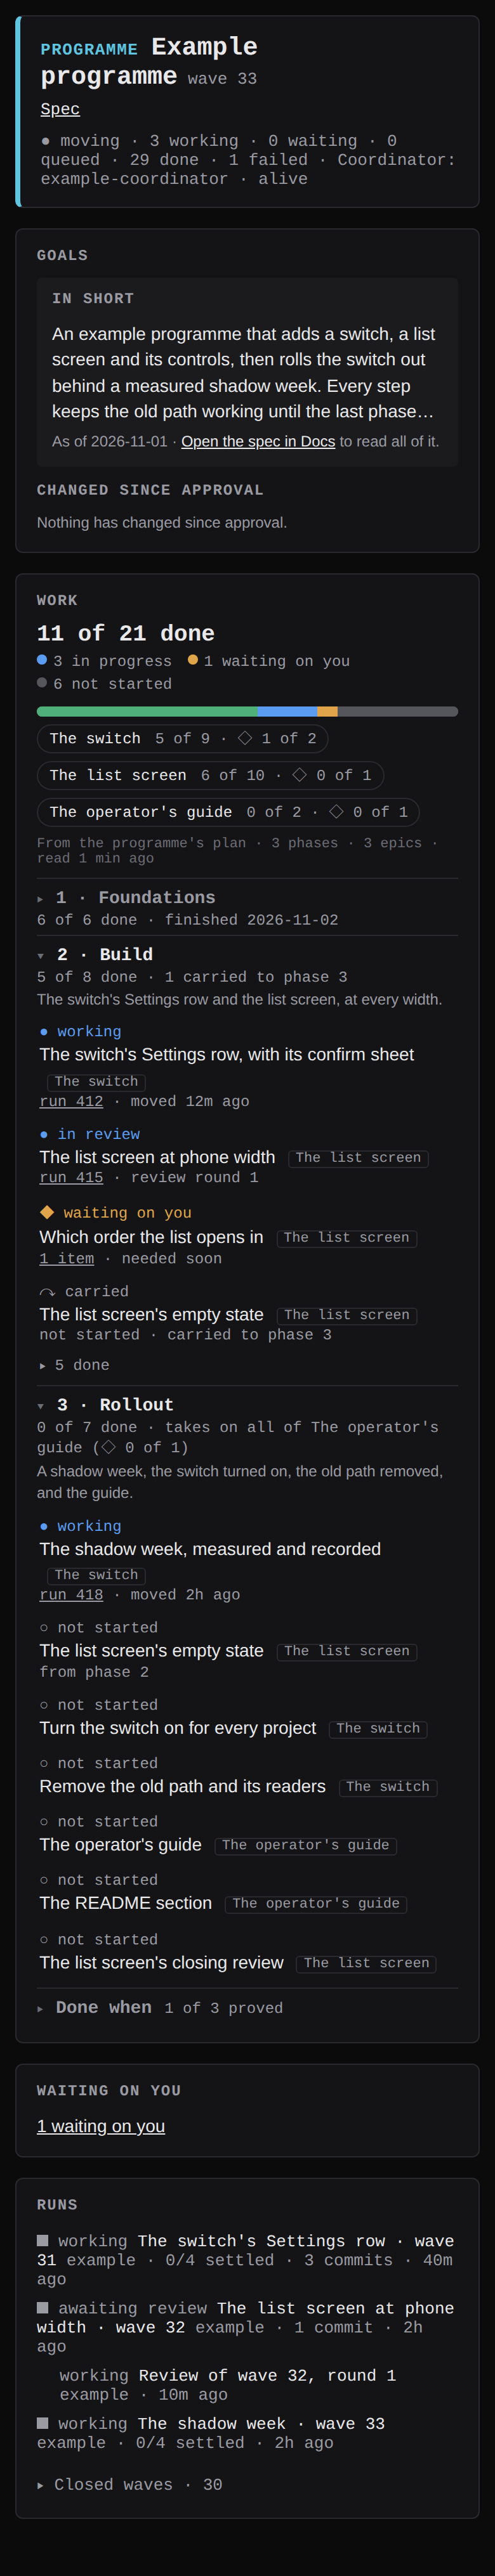 PROGRAMME Example
programme wave 33
Spec
● moving · 3 working · 0 waiting · 0
queued · 29 done · 1 failed · Coordinator:
example-coordinator · alive
GOALS
IN SHORT
An example programme that adds a switch, a list
screen and its controls, then rolls the switch out
behind a measured shadow week. Every step
keeps the old path working until the last phase…
As of 2026-11-01 · Open the spec in Docs to read all of it.
CHANGED SINCE APPROVAL
Nothing has changed since approval.
WORK
11 of 21 done
3 in progress 1 waiting on you
6 not started
The switch 5 of 9 · ◇ 1 of 2
The list screen 6 of 10 · ◇ 0 of 1
The operator's guide 0 of 2 · ◇ 0 of 1
From the programme's plan · 3 phases · 3 epics ·
read 1 min ago
▸ 1 · Foundations
6 of 6 done · finished 2026-11-02
▾ 2 · Build
5 of 8 done · 1 carried to phase 3
The switch's Settings row and the list screen, at every width.
● working
The switch's Settings row, with its confirm sheet
The switch
run 412 · moved 12m ago
● in review
The list screen at phone width The list screen
run 415 · review round 1
◆ waiting on you
Which order the list opens in The list screen
1 item · needed soon
↷ carried
The list screen's empty state The list screen
not started · carried to phase 3
▸ 5 done
▾ 3 · Rollout
0 of 7 done · takes on all of The operator's
guide (◇ 0 of 1)
A shadow week, the switch turned on, the old path removed,
and the guide.
● working
The shadow week, measured and recorded
The switch
run 418 · moved 2h ago
○ not started
The list screen's empty state The list screen
from phase 2
○ not started
Turn the switch on for every project The switch
○ not started
Remove the old path and its readers The switch
○ not started
The operator's guide The operator's guide
○ not started
The README section The operator's guide
○ not started
The list screen's closing review The list screen
▸ Done when 1 of 3 proved
WAITING ON YOU
1 waiting on you
RUNS
working The switch's Settings row · wave
31 example · 0/4 settled · 3 commits · 40m
ago
awaiting review The list screen at phone
width · wave 32 example · 1 commit · 2h
ago
working Review of wave 32, round 1
example · 10m ago
working The shadow week · wave 33
example · 0/4 settled · 2h ago
▸ Closed waves · 30